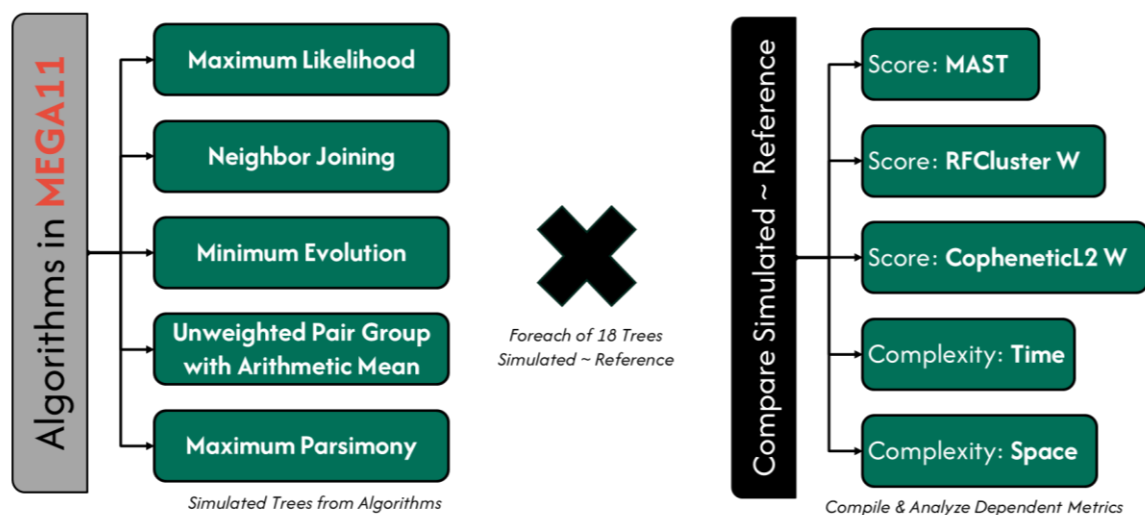 Algorithms in MEGA11
Maximum Likelihood
Neighbor Joining
Minimum Evolution
Unweighted Pair Group
with Arithmetic Mean
Maximum Parsimony
Simulated Trees from Algorithms
Foreach of 18 Trees
Simulated ~ Reference
Compare Simulated ~ Reference
Score: MAST
Score: RFCluster W
Score: CopheneticL2 W
Complexity: Time
Complexity: Space
Compile & Analyze Dependent Metrics